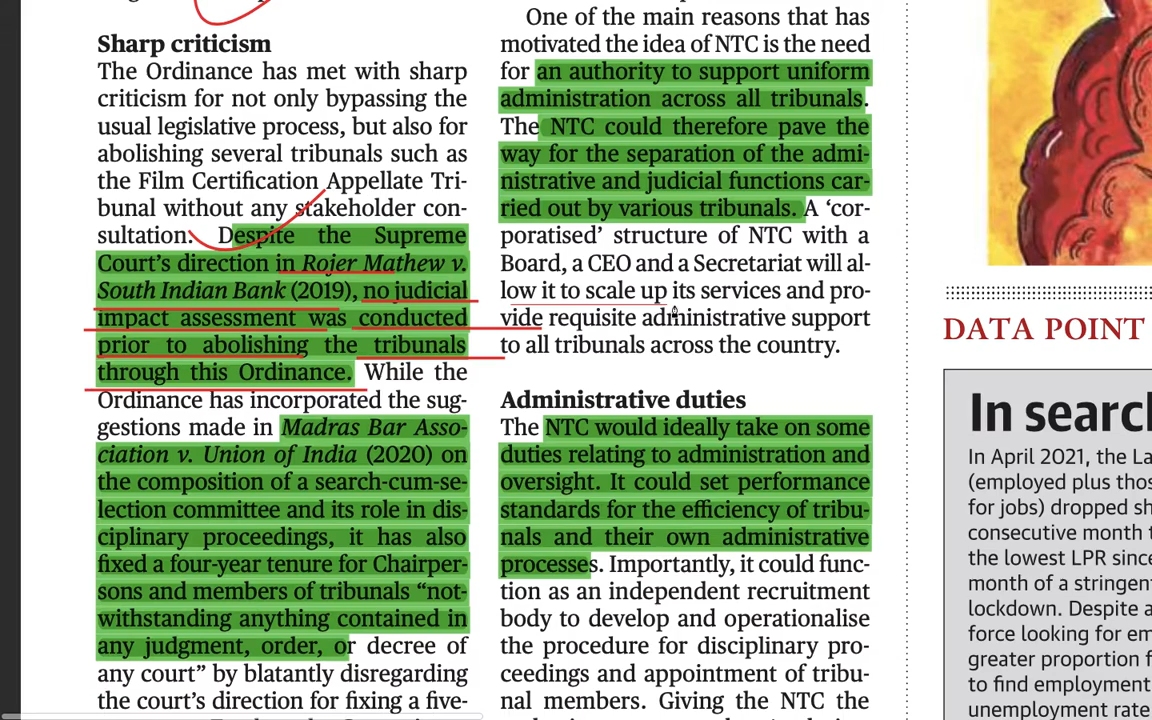 Sharp criticism
The Ordinance has met with sharp
criticism for not only bypassing the
usual legislative process, but also for
abolishing several tribunals such as
the Film Certification Appellate Tri-
bunal without any stakeholder con-
sultation. Despite the Supreme
Court's direction in Rojer Mathew v.
South Indian Bank (2019), no judicial
impact assessment was conducted
prior to abolishing the tribunals
through this Ordinance. While the
Ordinance has incorporated the sug-
gestions made in Madras Bar Asso-
ciation v. Union of India (2020) on
the composition of a search-cum-se-
lection committee and its role in dis-
ciplinary proceedings, it has also
fixed a four-year tenure for Chairper-
sons and members of tribunals “not-
withstanding anything contained in
any judgment, order, or decree of
any court” by blatantly disregarding
the court's direction for fixing a five-
One of the main reasons that has
motivated the idea of NTC is the need
for an authority to support uniform
administration across all tribunals.
The NTC could therefore pave the
way for the separation of the admi-
nistrative and judicial functions car-
ried out by various tribunals. A ‘cor-
poratised’ structure of NTC with a
Board, a CEO and a Secretariat will al-
low it to scale up its services and pro-
vide requisite administrative support
to all tribunals across the country.
Administrative duties
The NTC would ideally take on some
duties relating to administration and
oversight. It could set performance
standards for the efficiency of tribu-
nals and their own administrative
processes. Importantly, it could func-
tion as an independent recruitment
body to develop and operationalise
the procedure for disciplinary pro-
ceedings and appointment of tribu-
nal members. Giving the NTC the
DATA POINT
In search
In April 2021, the La
(employed plus thos
for jobs) dropped sh
consecutive month t
the lowest LPR since
month of a stringent
lockdown. Despite a
force looking for em
greater proportion f
to find employment
unemployment rate